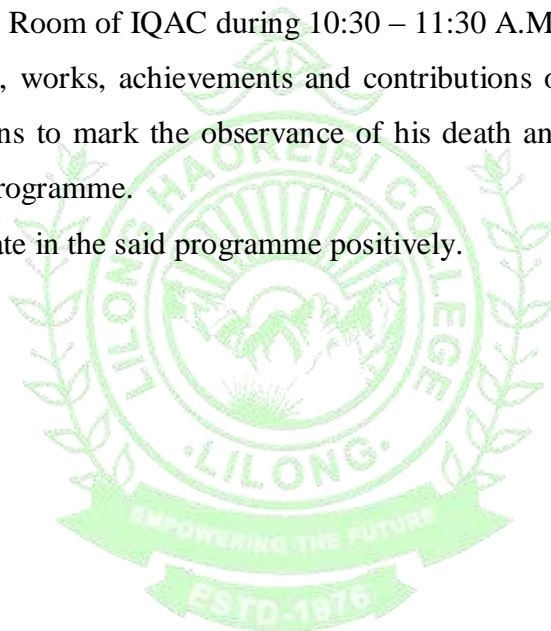 Room of IQAC during 10:30 – 11:30 A.M
, works, achievements and contributions o
ns to mark the observance of his death an
rogramme.
ate in the said programme positively.
LILONG HAOREIBI COLLEGE
·LILONG·
EMPOWERING THE FUTURE
ESTD-1976